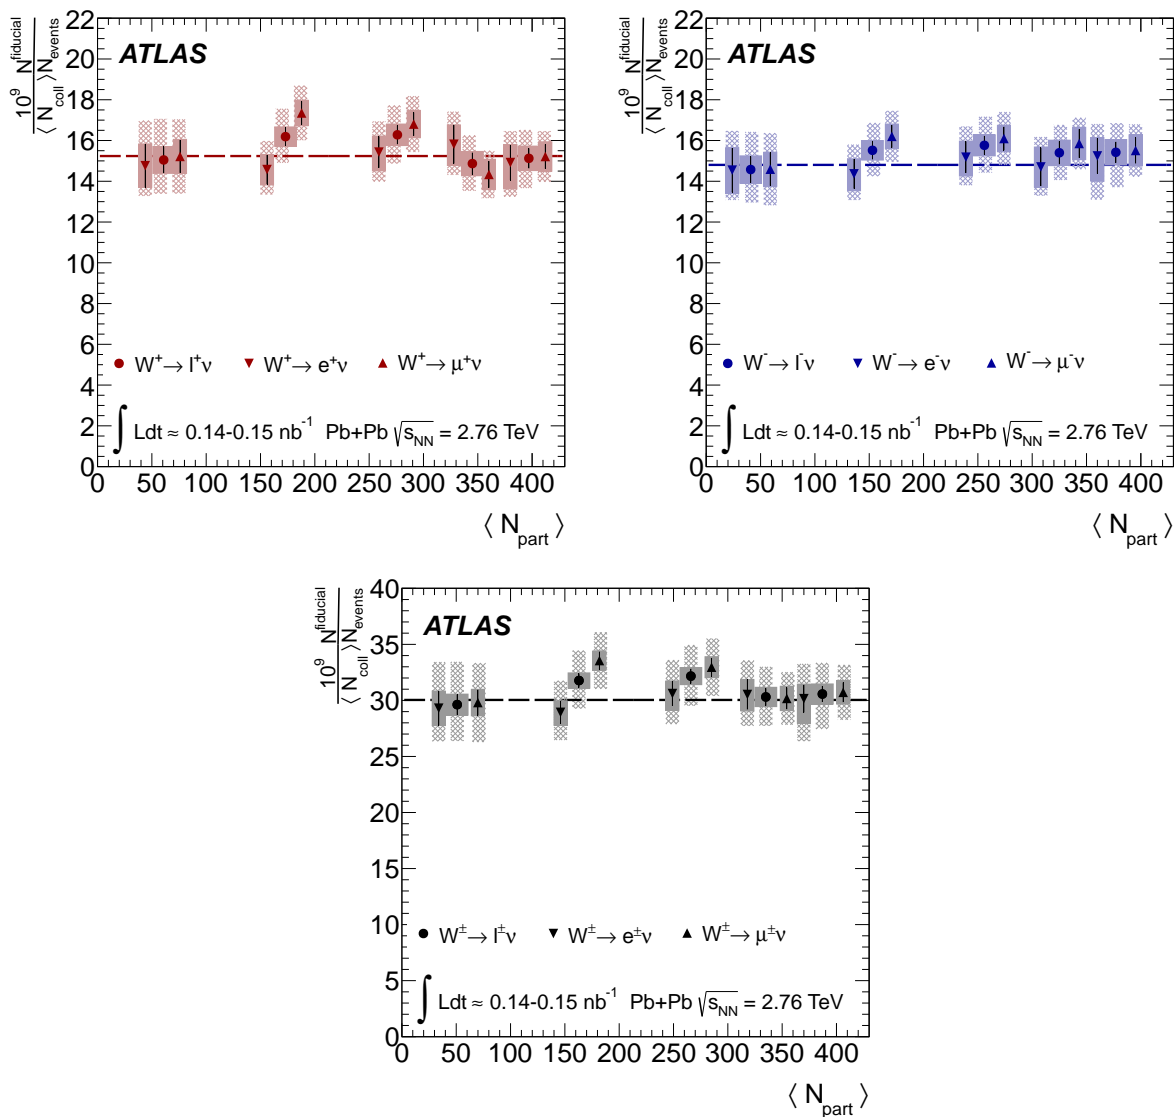 10⁹ N^fiducial
⟨ N_coll ⟩ N_events
22
20
18
16
14
12
10
8
6
4
2
0
ATLAS
W⁺→ l⁺ν W⁺→ e⁺ν W⁺→ μ⁺ν
∫ Ldt ≈ 0.14-0.15 nb⁻¹ Pb+Pb √s_NN = 2.76 TeV
0 50 100 150 200 250 300 350 400
⟨ N_part ⟩
10⁹ N^fiducial
⟨ N_coll ⟩ N_events
22
20
18
16
14
12
10
8
6
4
2
0
ATLAS
W⁻→ l⁻ν W⁻→ e⁻ν W⁻→ μ⁻ν
∫ Ldt ≈ 0.14-0.15 nb⁻¹ Pb+Pb √s_NN = 2.76 TeV
0 50 100 150 200 250 300 350 400
⟨ N_part ⟩
10⁹ N^fiducial
⟨ N_coll ⟩ N_events
40
35
30
25
20
15
10
5
0
ATLAS
W±→ l±ν W±→ e±ν W±→ μ±ν
∫ Ldt ≈ 0.14-0.15 nb⁻¹ Pb+Pb √s_NN = 2.76 TeV
0 50 100 150 200 250 300 350 400
⟨ N_part ⟩